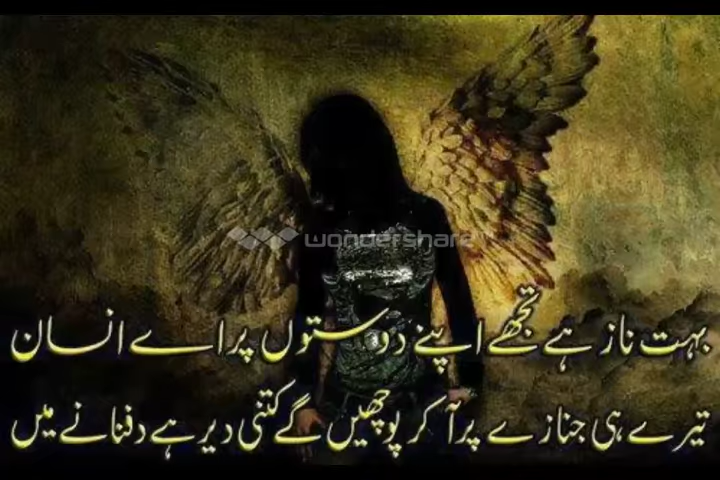 wondershare
بہت ناز ہے تجھے اپنے دوستوں پر اے انسان
تیرے ہی جنازے پر آ کر پوچھیں گے کتنی دیر ہے دفنانے میں